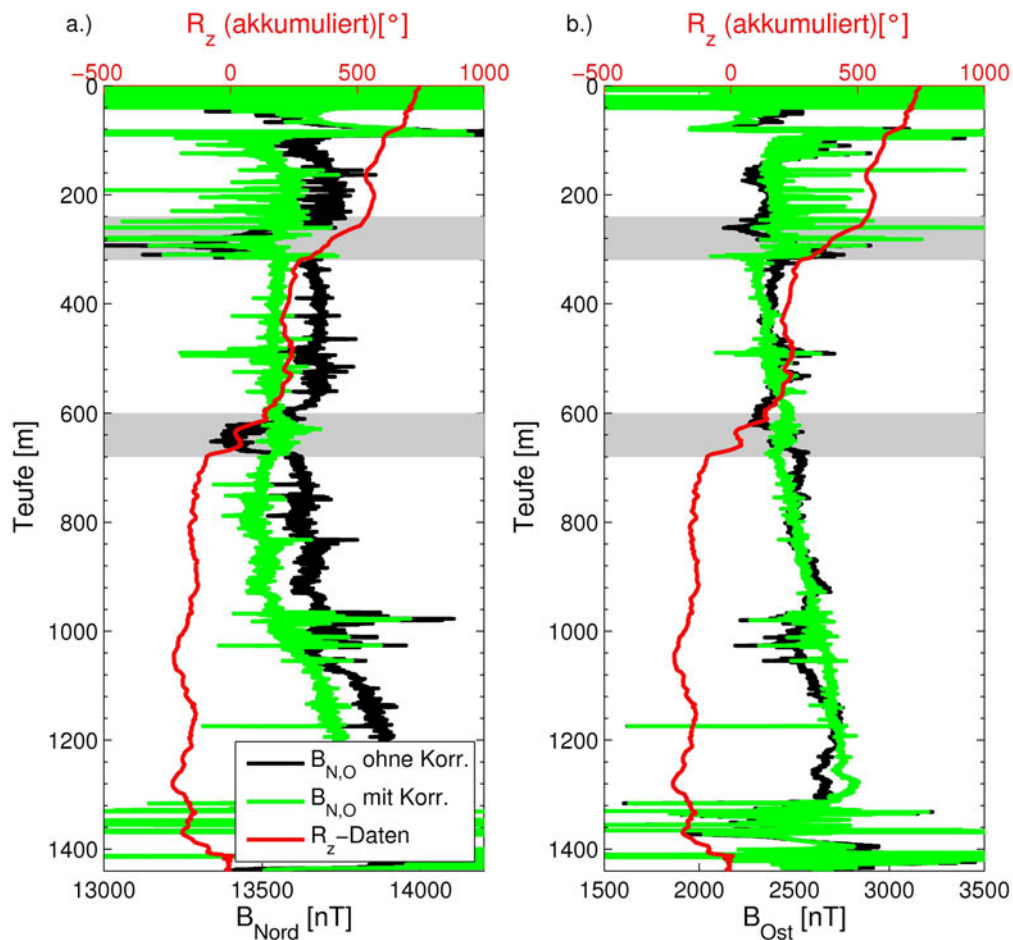 a.)
R_z (akkumuliert)[°]
-500 0 500 1000
0
200
400
600
800
1000
1200
1400
Teufe [m]
B_N,O ohne Korr.
B_N,O mit Korr.
R_z-Daten
13000 13500 14000
B_Nord [nT]
b.)
R_z (akkumuliert)[°]
-500 0 500 1000
0
200
400
600
800
1000
1200
1400
Teufe [m]
1500 2000 2500 3000 3500
B_Ost [nT]